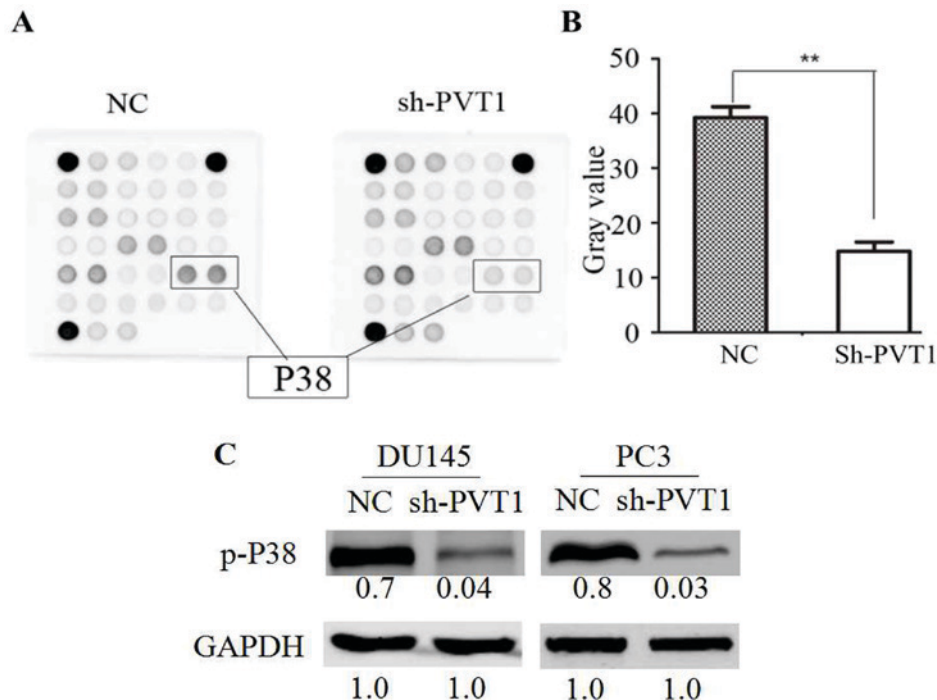 A
NC
sh-PVT1
P38
B
**
Gray value
50
40
30
20
10
0
NC
Sh-PVT1
C
DU145
PC3
NC sh-PVT1
NC sh-PVT1
p-P38
0.7 0.04
0.8 0.03
GAPDH
1.0 1.0
1.0 1.0